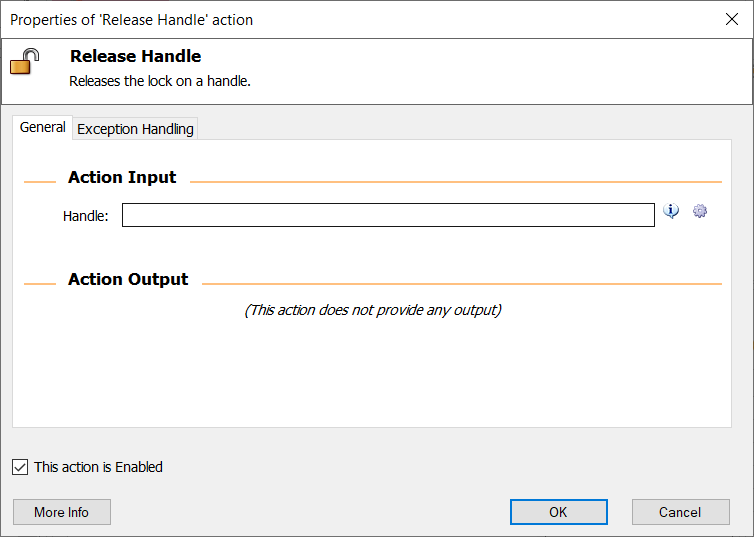 Properties of 'Release Handle' action
Release Handle
Releases the lock on a handle.
General
Exception Handling
Action Input
Handle:
Action Output
(This action does not provide any output)
This action is Enabled
More Info
OK
Cancel